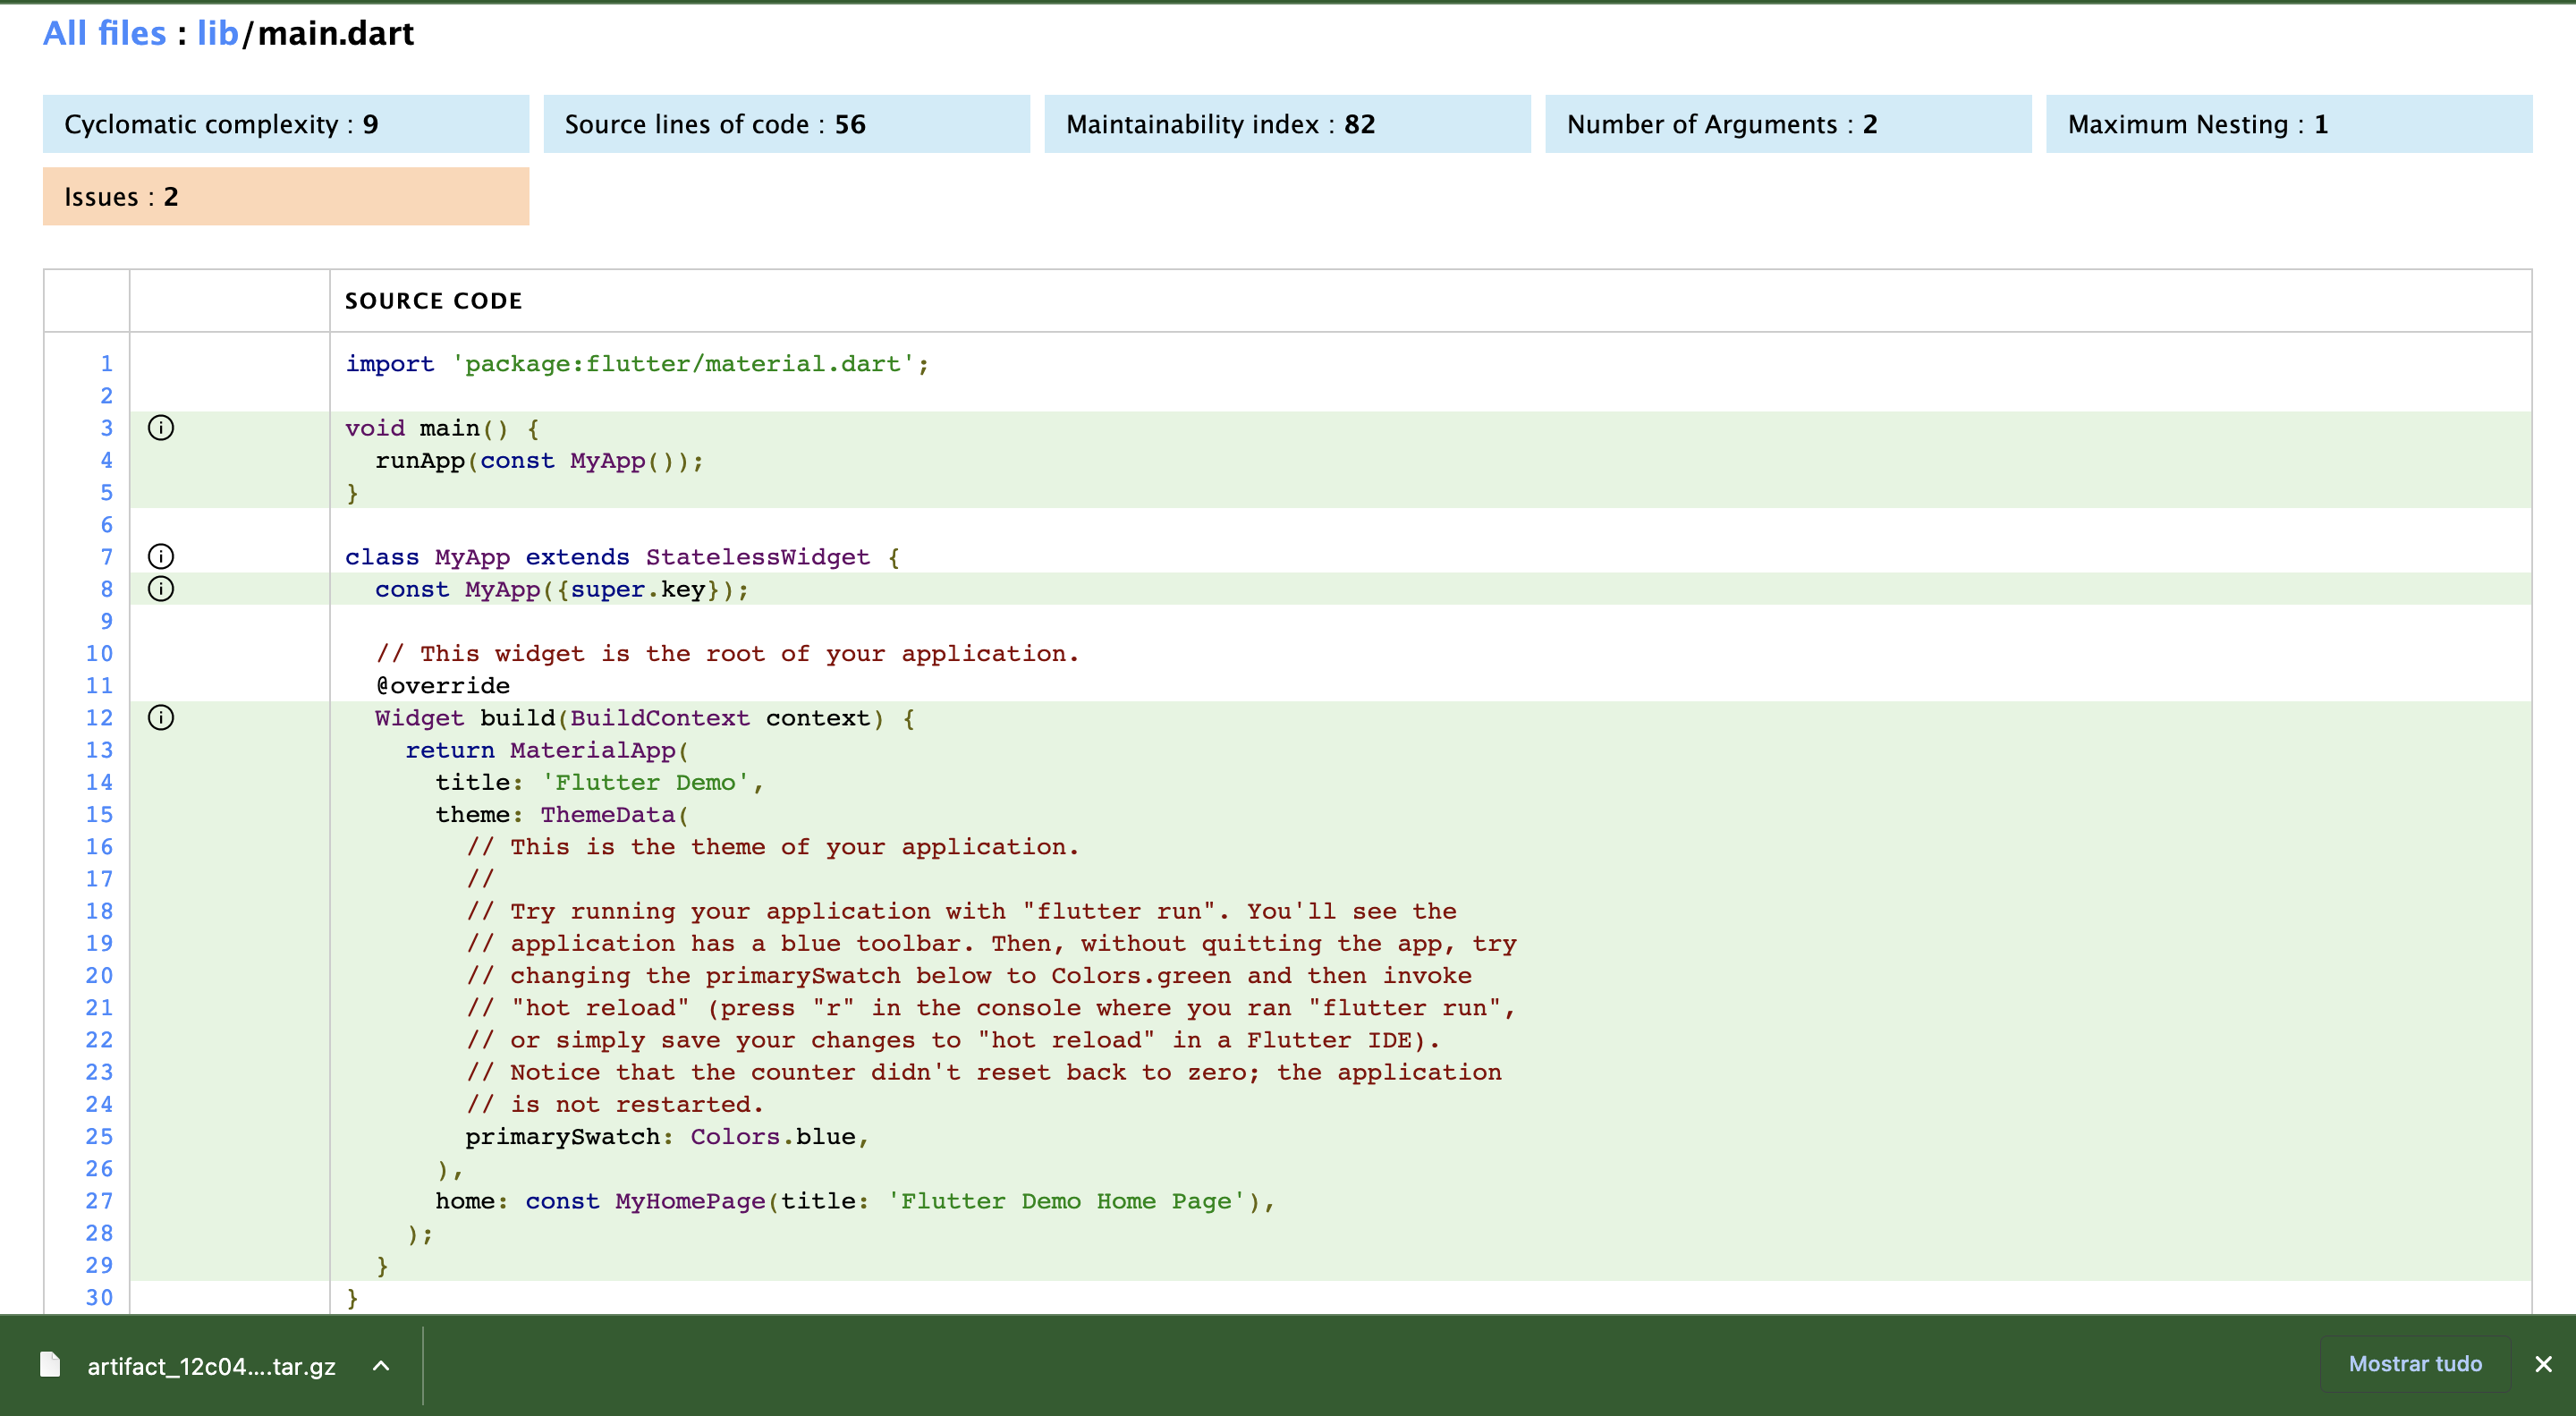 All files : lib/main.dart
Cyclomatic complexity : 9
Source lines of code : 56
Maintainability index : 82
Number of Arguments : 2
Maximum Nesting : 1
Issues : 2
SOURCE CODE
1 import 'package:flutter/material.dart';
2
3 void main() {
4   runApp(const MyApp());
5 }
6
7 class MyApp extends StatelessWidget {
8   const MyApp({super.key});
9
10   // This widget is the root of your application.
11   @override
12   Widget build(BuildContext context) {
13     return MaterialApp(
14       title: 'Flutter Demo',
15       theme: ThemeData(
16         // This is the theme of your application.
17         //
18         // Try running your application with "flutter run". You'll see the
19         // application has a blue toolbar. Then, without quitting the app, try
20         // changing the primarySwatch below to Colors.green and then invoke
21         // "hot reload" (press "r" in the console where you ran "flutter run",
22         // or simply save your changes to "hot reload" in a Flutter IDE).
23         // Notice that the counter didn't reset back to zero; the application
24         // is not restarted.
25         primarySwatch: Colors.blue,
26       ),
27       home: const MyHomePage(title: 'Flutter Demo Home Page'),
28     );
29   }
30 }
artifact_12c04....tar.gz
Mostrar tudo